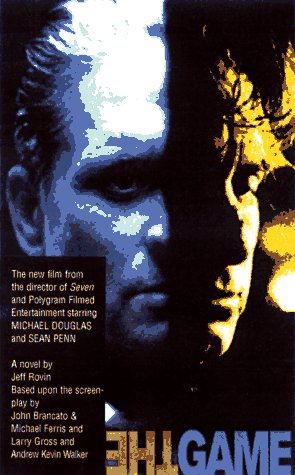 The new film from
the director of Seven
and Polygram Filmed
Entertainment starring
MICHAEL DOUGLAS
and SEAN PENN
A novel by
Jeff Rovin
Based upon the screen-
play by
John Brancato &
Michael Ferris and
Larry Gross and
Andrew Kevin Walker
THE GAME